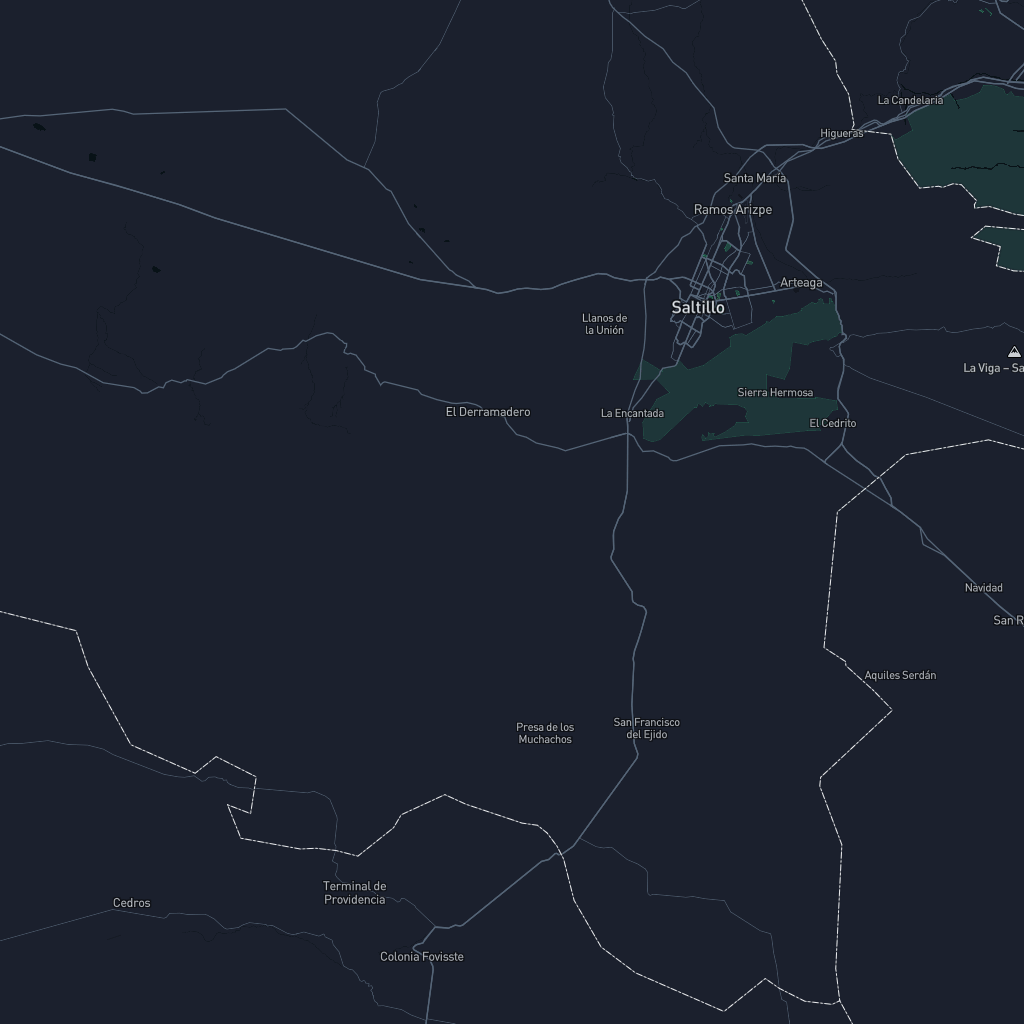 La Candelaria
Higueras
Santa María
Ramos Arizpe
Arteaga
Saltillo
Llanos de
la Unión
La Viga – Sa
Sierra Hermosa
El Derramadero
La Encantada
El Cedrito
Navidad
San R
Aquiles Serdán
Presa de los
Muchachos
San Francisco
del Ejido
Terminal de
Providencia
Cedros
Colonia Fovisste